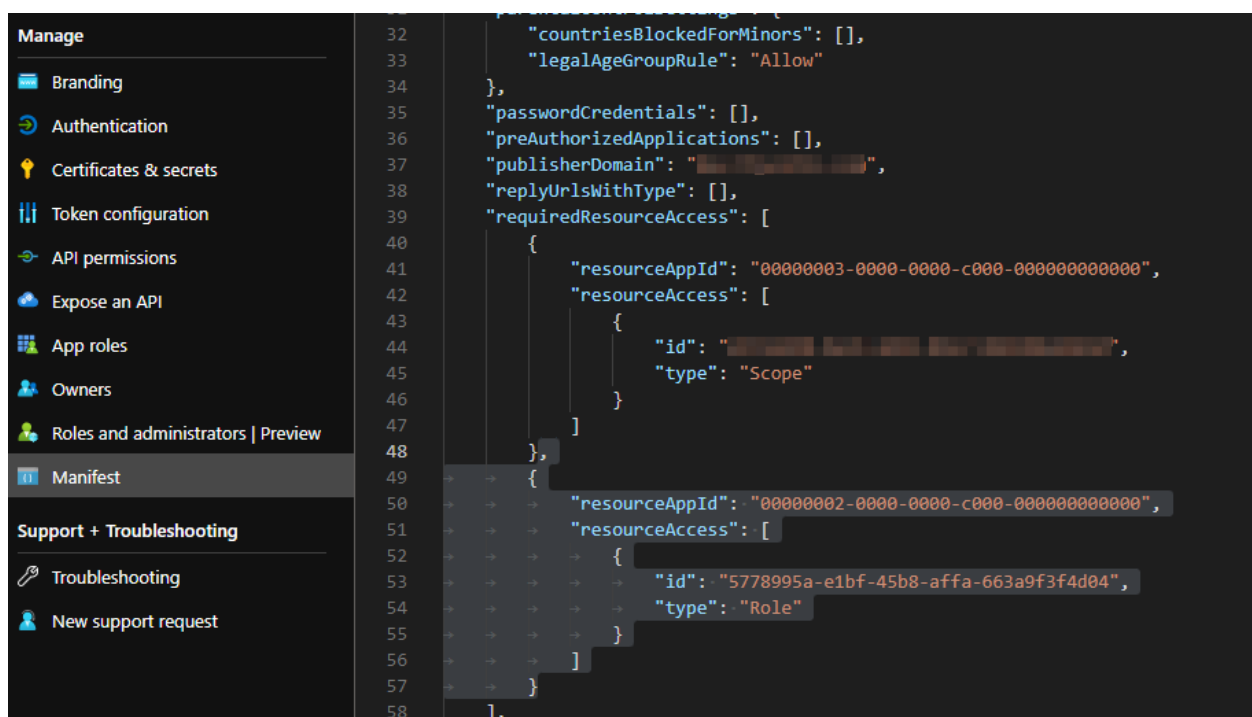 Manage
Branding
Authentication
Certificates & secrets
Token configuration
API permissions
Expose an API
App roles
Owners
Roles and administrators | Preview
Manifest
Support + Troubleshooting
Troubleshooting
New support request
32 "countriesBlockedForMinors": [],
33 "legalAgeGroupRule": "Allow"
34 },
35 "passwordCredentials": [],
36 "preAuthorizedApplications": [],
37 "publisherDomain": "",
38 "replyUrlsWithType": [],
39 "requiredResourceAccess": [
40 {
41 "resourceAppId": "00000003-0000-0000-c000-000000000000",
42 "resourceAccess": [
43 {
44 "id": "",
45 "type": "Scope"
46 }
47 ]
48 },
49 {
50 "resourceAppId": "00000002-0000-0000-c000-000000000000",
51 "resourceAccess": [
52 {
53 "id": "5778995a-e1bf-45b8-affa-663a9f3f4d04",
54 "type": "Role"
55 }
56 ]
57 }
58 ],